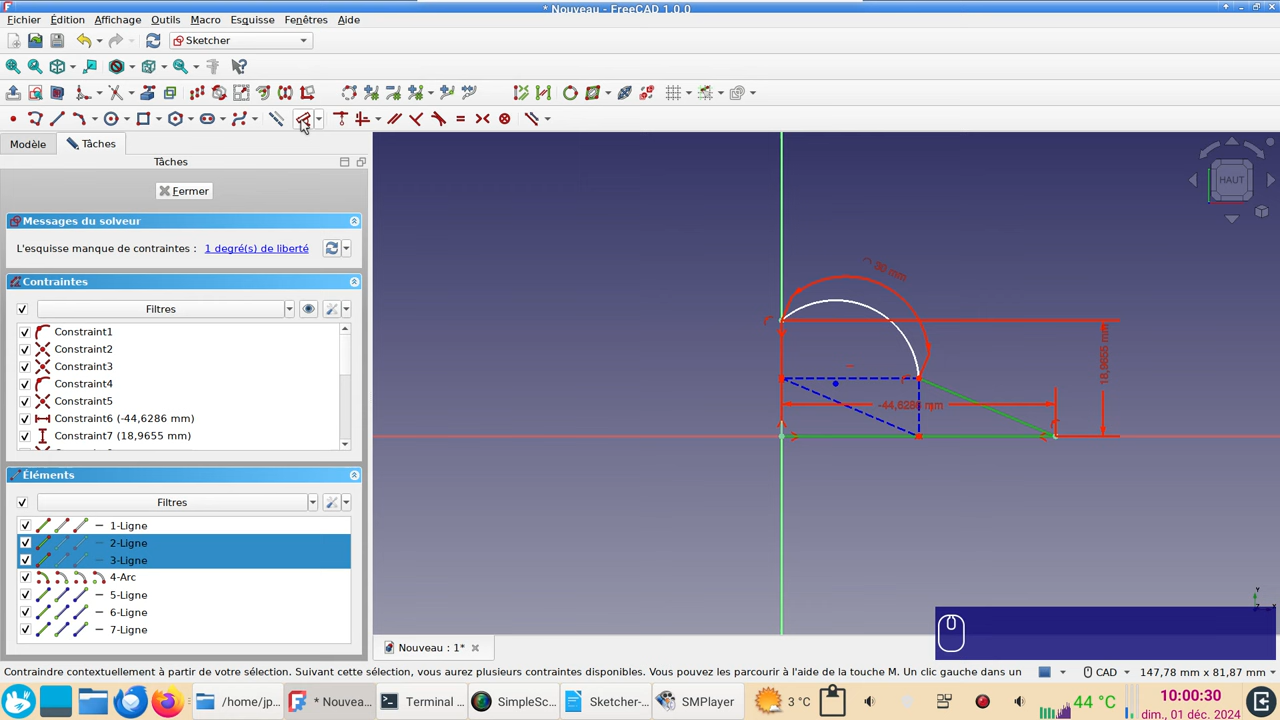 * Nouveau - FreeCAD 1.0.0
Fichier Édition Affichage Outils Macro Esquisse Fenêtres Aide
Sketcher
Modèle Tâches
Tâches
Fermer
Messages du solveur
L'esquisse manque de contraintes : 1 degré(s) de liberté
Contraintes
Filtres
Constraint1
Constraint2
Constraint3
Constraint4
Constraint5
Constraint6 (-44,6286 mm)
Constraint7 (18,9655 mm)
Éléments
Filtres
1-Ligne
2-Ligne
3-Ligne
4-Arc
5-Ligne
6-Ligne
7-Ligne
HAUT
30 mm
18,9655 mm
-44,6286 mm
Y
Nouveau : 1*
Contraindre contextuellement à partir de votre sélection. Suivant cette sélection, vous aurez plusieurs contraintes disponibles. Vous pouvez les parcourir à l'aide de la touche M. Un clic gauche dans un
CAD 147,78 mm x 81,87 mm
/home/jp... * Nouvea... Terminal ... SimpleSc... Sketcher-... SMPlayer 3 °C 44 °C 10:00:30
dim., 01 déc. 2024